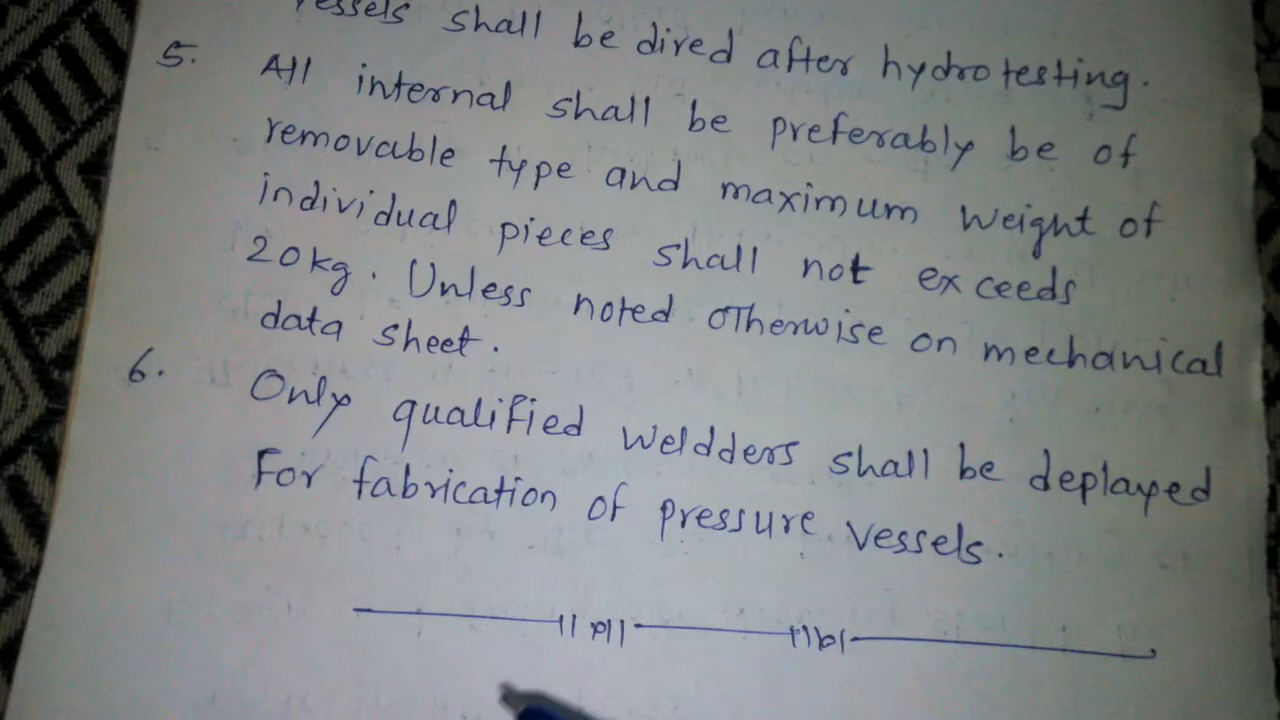 vessels shall be dired after hydrotesting.
5. All internal shall be preferably be of
removable type and maximum weight of
individual pieces shall not exceeds
20kg. Unless noted otherwise on mechanical
data sheet.
6. Only qualified weldders shall be deplayed
For fabrication of pressure vessels.